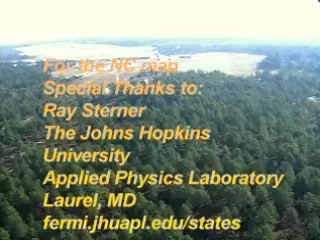 For the NC map
Special Thanks to:
Ray Sterner
The Johns Hopkins
University
Applied Physics Laboratory
Laurel, MD
fermi.jhuapl.edu/states